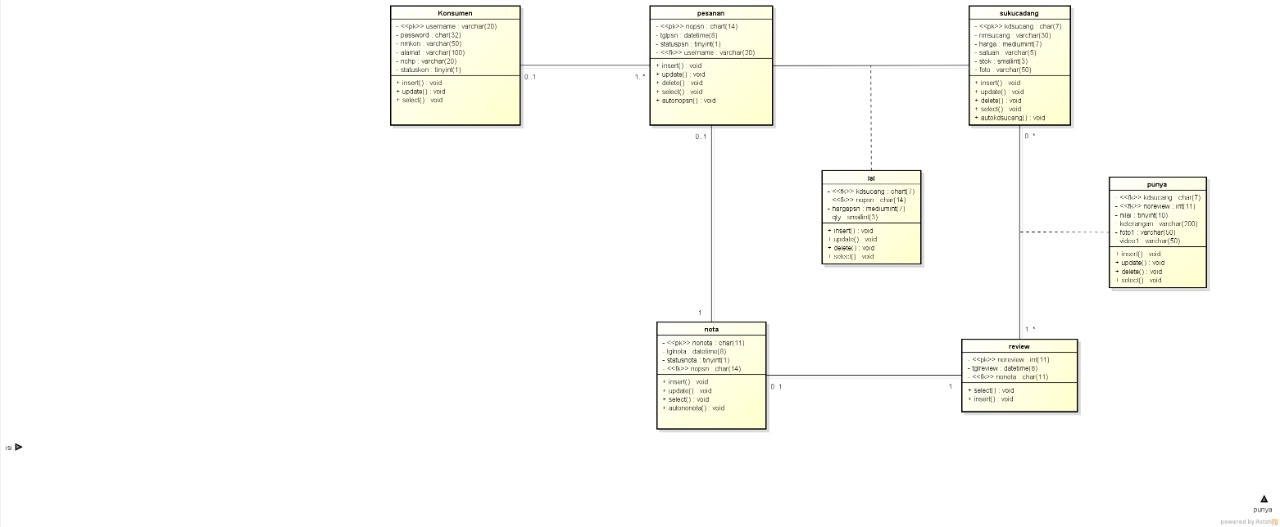 Konsumen
- <<pk>> username : varchar(20)
- password : char(32)
- nmkon : varchar(50)
- alamat : varchar(100)
- nohp : varchar(20)
- statuskon : tinyint(1)
+ insert() : void
+ update() : void
+ select() : void
0..1
1..*
pesanan
- <<pk>> nopsn : chart(14)
- tglpsn : datetime(8)
- statuspsn : tinyint(1)
- <<fk>> username : varchar(20)
+ insert() : void
+ update() : void
+ delete() : void
+ select() : void
+ autonopsn() : void
0..1
1
sukucadang
- <<pk>> kdsucang : char(7)
- nmsucang : varchar(30)
- harga : mediumint(7)
- satuan : varchar(5)
- stok : smallint(3)
- foto : varchar(50)
+ insert() : void
+ update() : void
+ delete() : void
+ select() : void
+ autokdsucang() : void
0..*
1..*
isi
- <<fk>> kdsucang : chart(7)
- <<fk>> nopsn : char(14)
- hargapsn : mediumint(7)
- qty : smallint(3)
+ insert() : void
+ update() : void
+ delete() : void
+ select() : void
punya
- <<fk>> kdsucang : char(7)
- <<fk>> noreview : int(11)
- nilai : tinyint(10)
- keterangan : varchar(200)
- foto1 : varchar(50)
- video1 : varchar(50)
+ insert() : void
+ update() : void
+ delete() : void
+ select() : void
nota
- <<pk>> nonota : char(11)
- tglnota : datetime(8)
- statusnota : tinyint(1)
- <<fk>> nopsn : char(14)
+ insert() : void
+ update() : void
+ select() : void
+ autononota() : void
0..1
1
review
- <<pk>> noreview : int(11)
- tglreview : datetime(8)
- <<fk>> nonota : char(11)
+ select() : void
+ insert() : void
isi
punya
powered by Astah